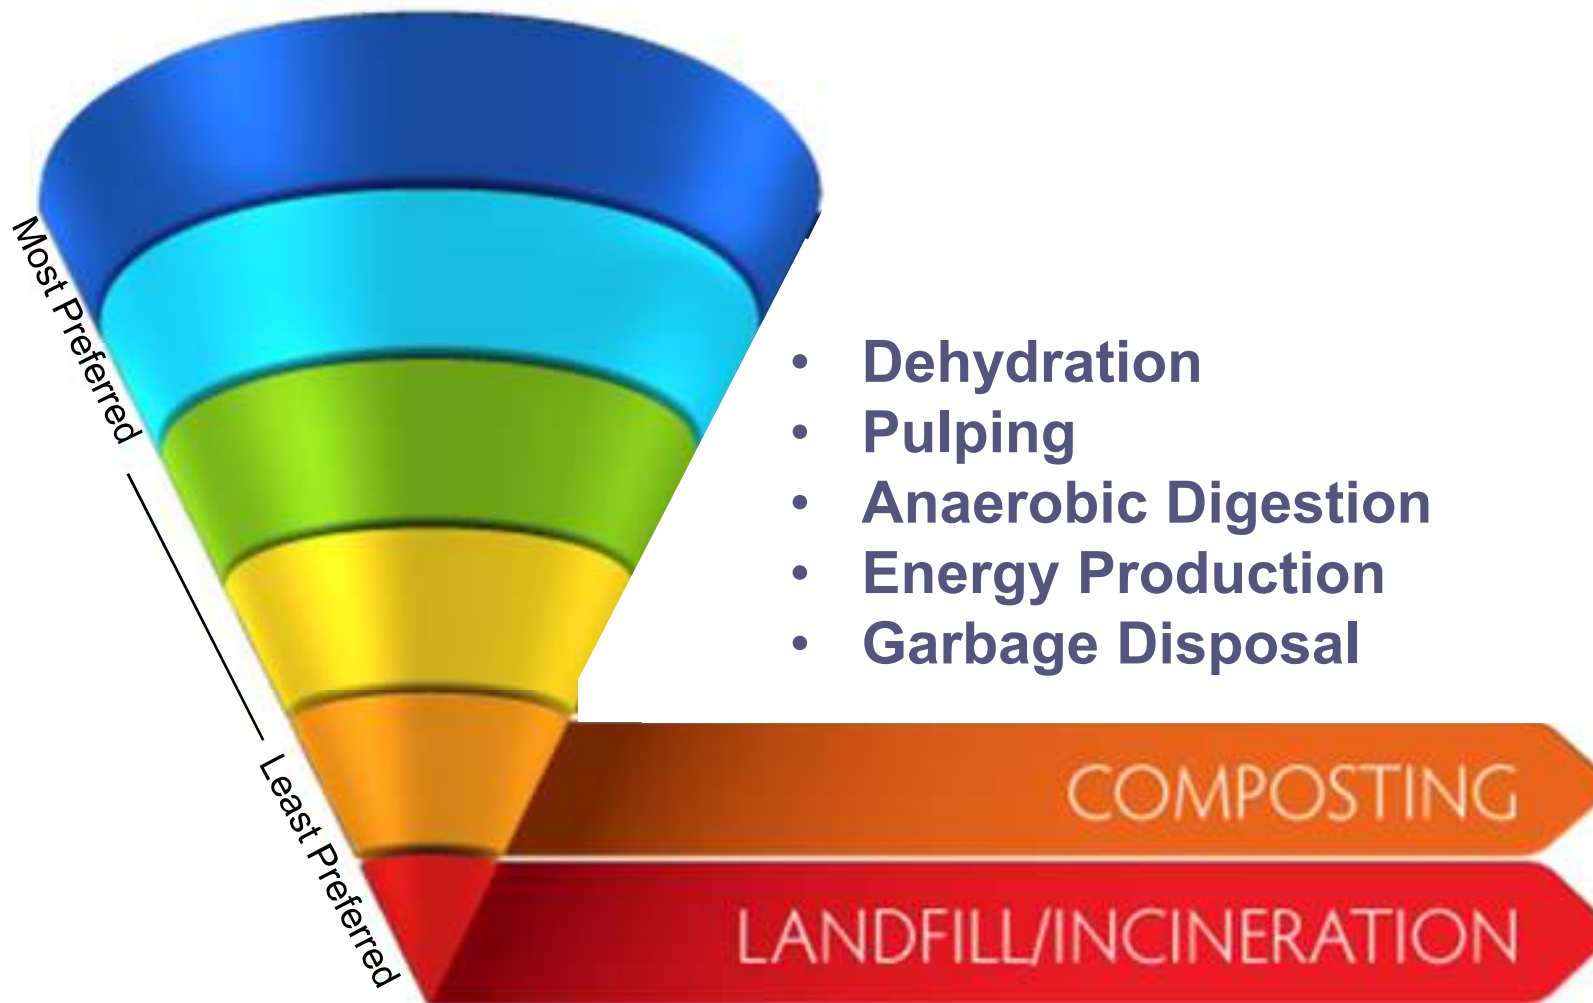 Most Preferred
Least Preferred
• Dehydration
• Pulping
• Anaerobic Digestion
• Energy Production
• Garbage Disposal
COMPOSTING
LANDFILL/INCINERATION